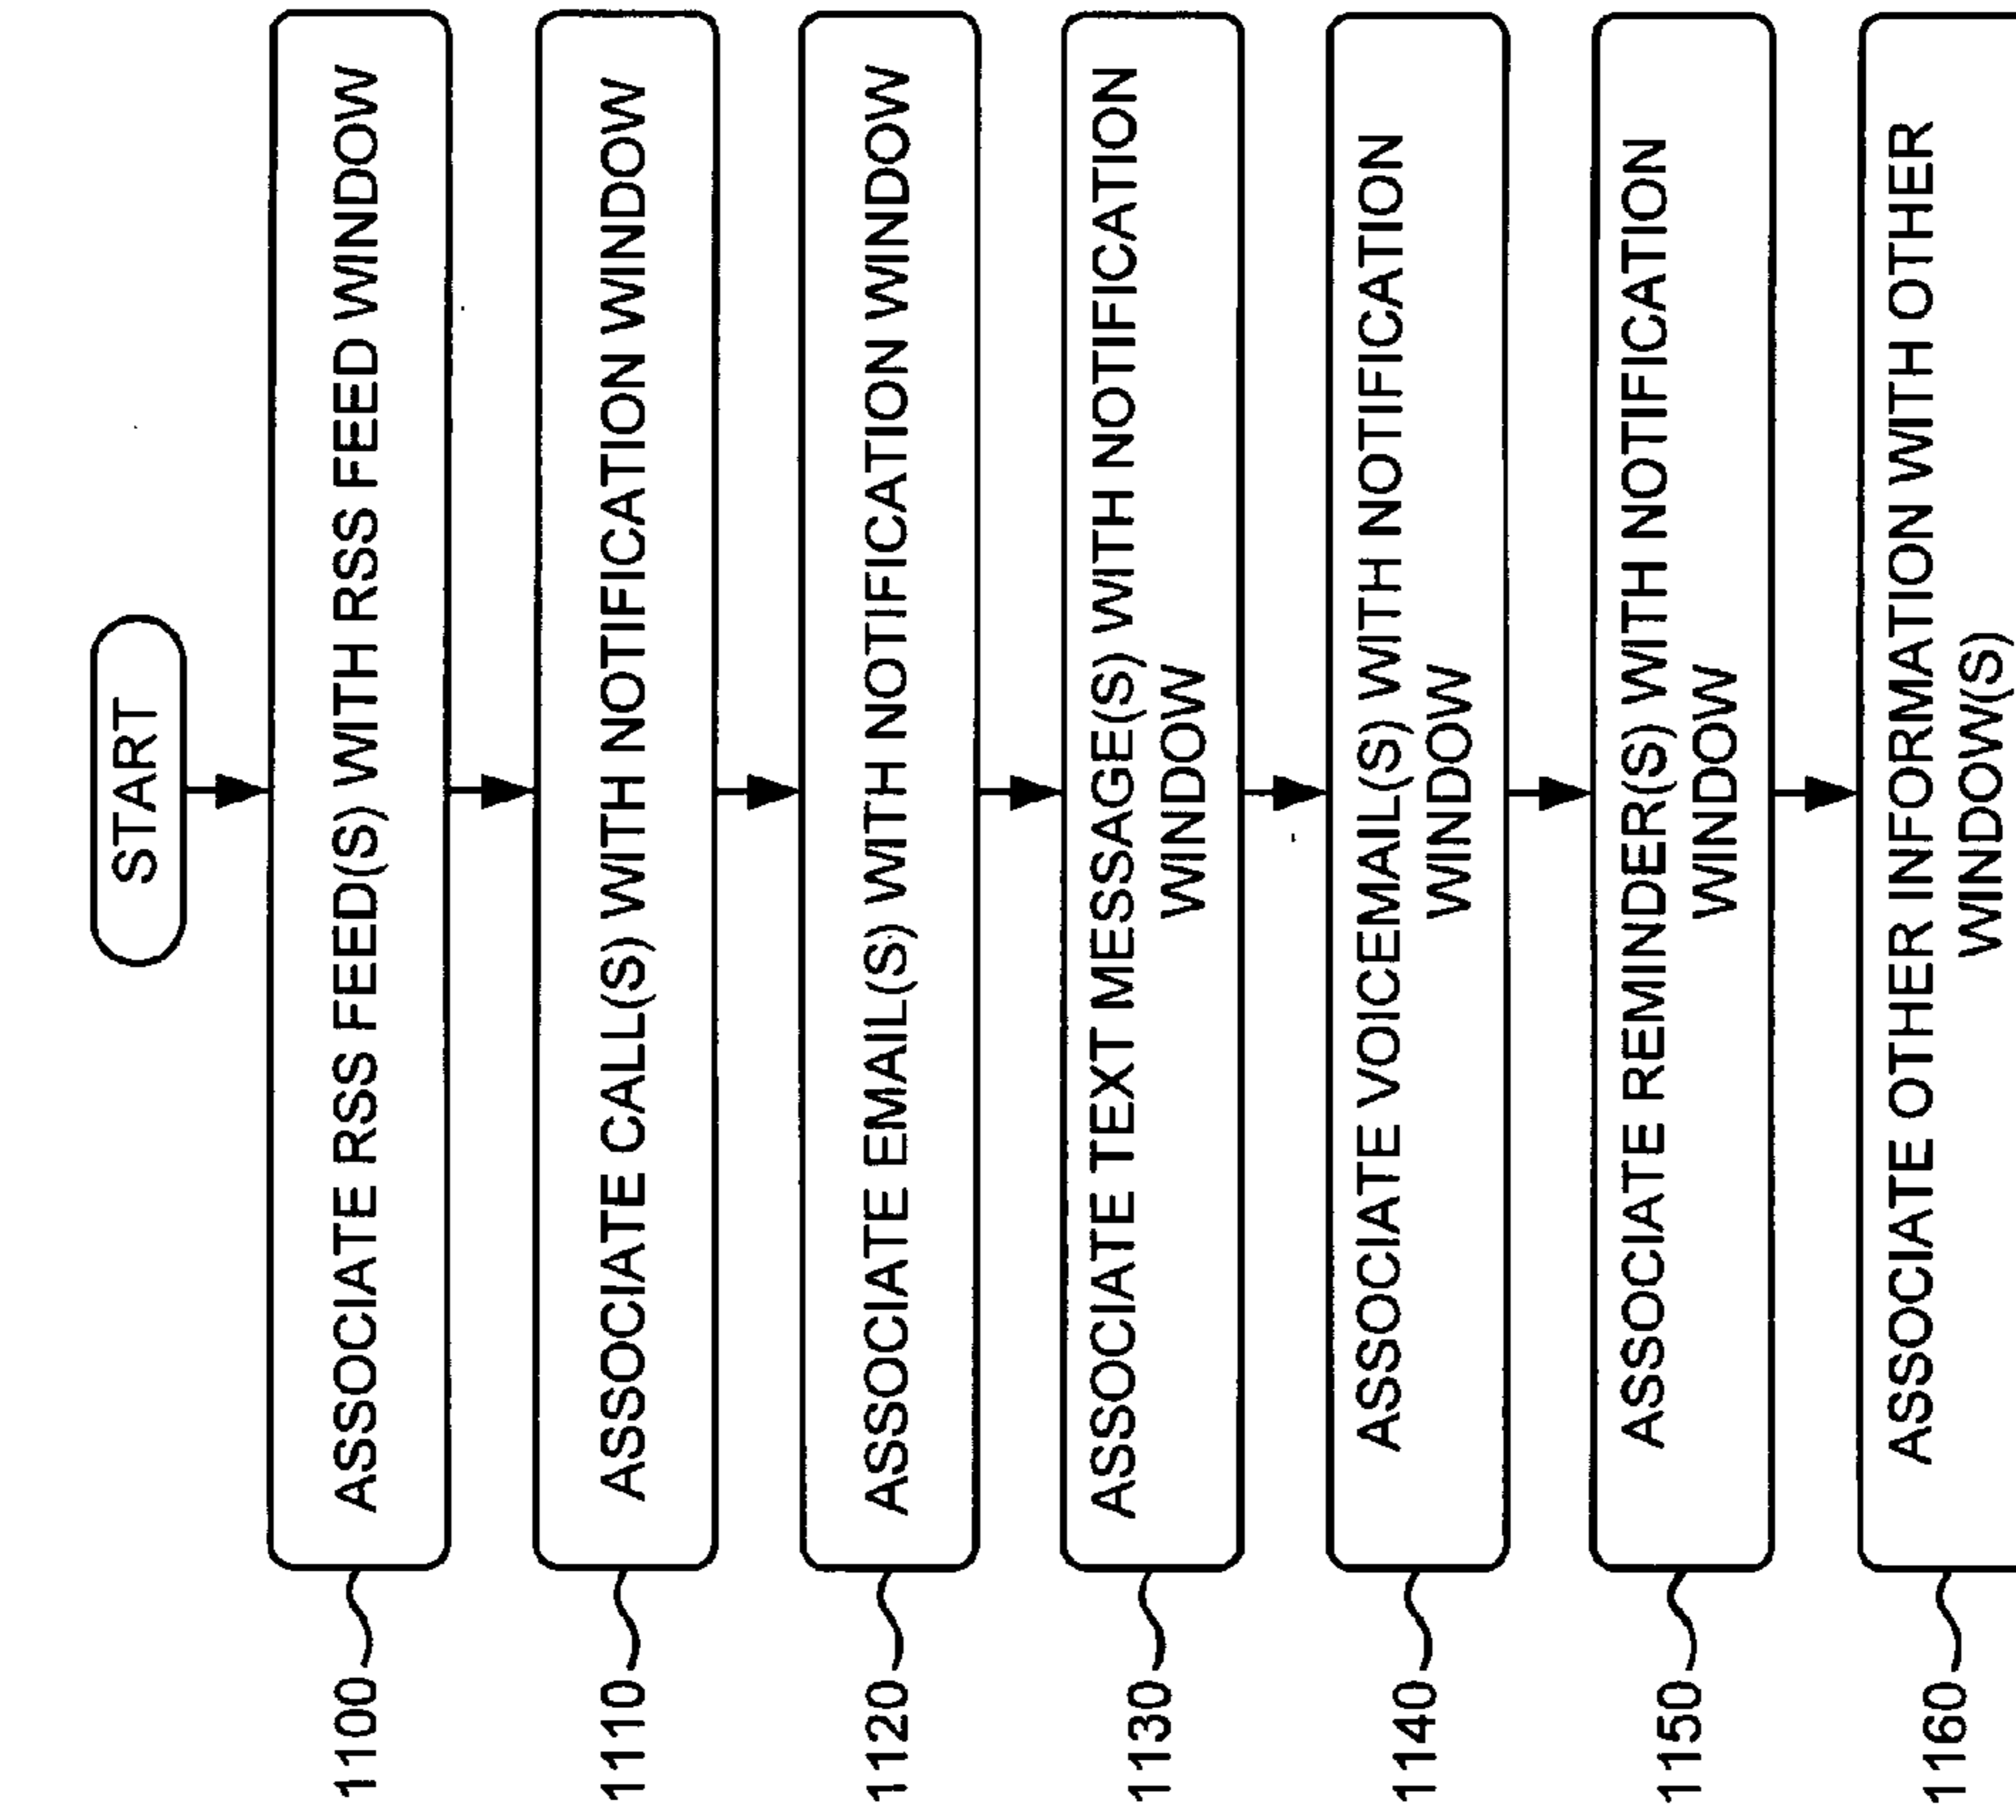 START
1100
ASSOCIATE RSS FEED(S) WITH RSS FEED WINDOW
1110
ASSOCIATE CALL(S) WITH NOTIFICATION WINDOW
1120
ASSOCIATE EMAIL(S) WITH NOTIFICATION WINDOW
1130
ASSOCIATE TEXT MESSAGE(S) WITH NOTIFICATION
WINDOW
1140
ASSOCIATE VOICEMAIL(S) WITH NOTIFICATION
WINDOW
1150
ASSOCIATE REMINDER(S) WITH NOTIFICATION
WINDOW
1160
ASSOCIATE OTHER INFORMATION WITH OTHER
WINDOW(S)